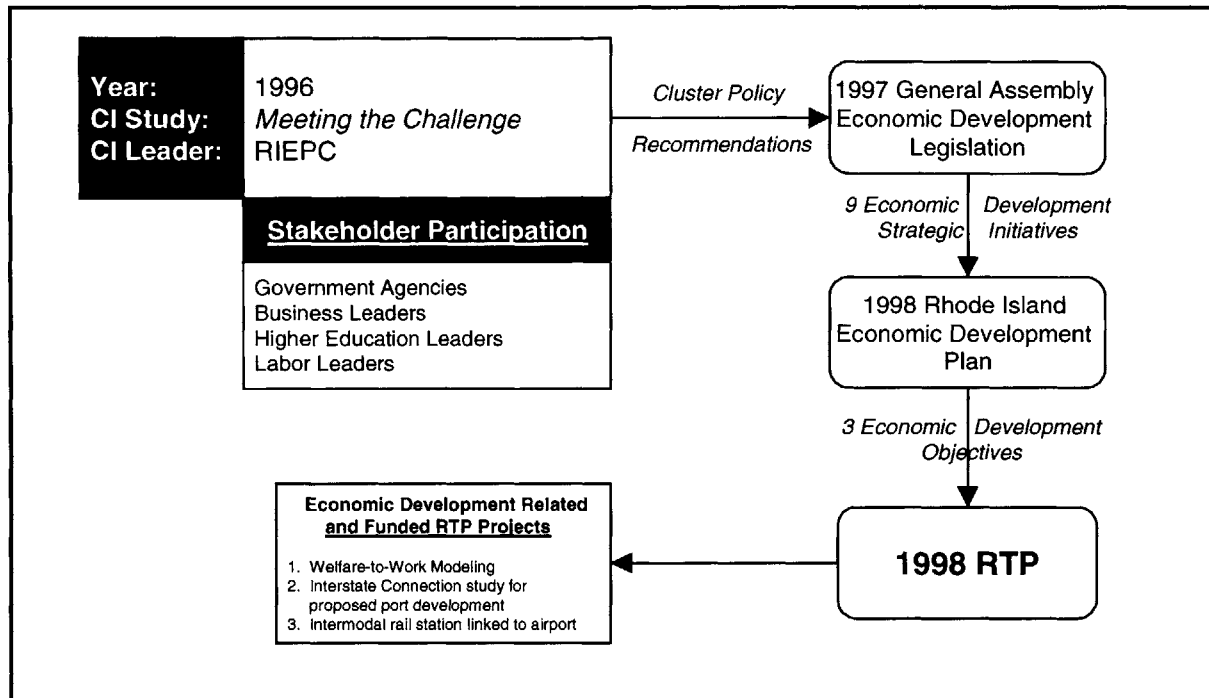 Year: 1996
CI Study: Meeting the Challenge
CI Leader: RIEPC
Stakeholder Participation
Government Agencies
Business Leaders
Higher Education Leaders
Labor Leaders
Cluster Policy
Recommendations
1997 General Assembly
Economic Development
Legislation
9 Economic Development
Strategic Initiatives
1998 Rhode Island
Economic Development
Plan
3 Economic Development
Objectives
1998 RTP
Economic Development Related
and Funded RTP Projects
1. Welfare-to-Work Modeling
2. Interstate Connection study for
proposed port development
3. Intermodal rail station linked to airport